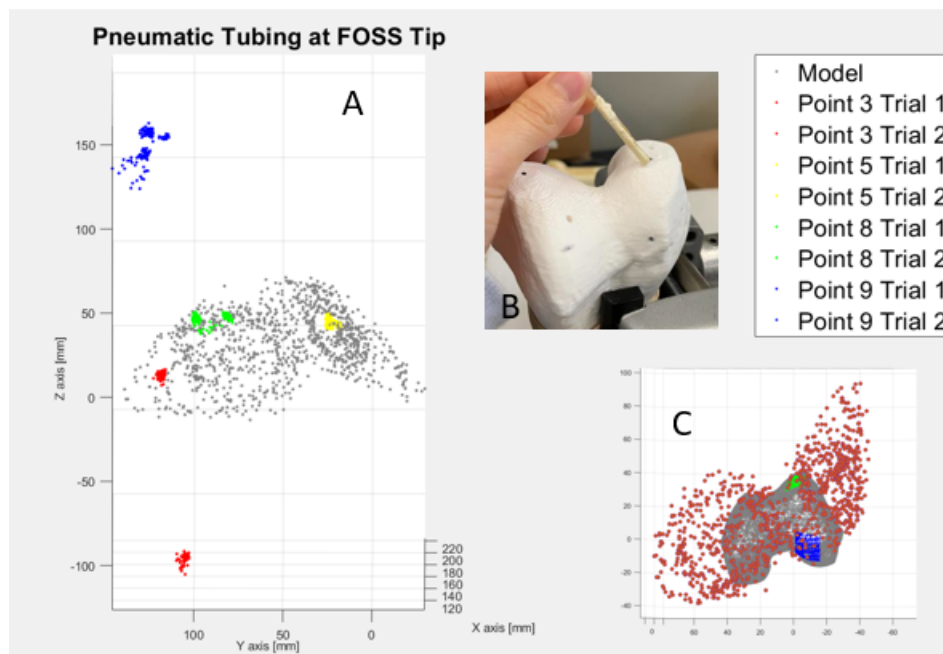 Pneumatic Tubing at FOSS Tip
A
150
100
50
0
-50
-100
Z axis [mm]
100
50
0
Y axis [mm]
220
200
180
160
140
120
X axis [mm]
B
Model
Point 3 Trial 1
Point 3 Trial 2
Point 5 Trial 1
Point 5 Trial 2
Point 8 Trial 1
Point 8 Trial 2
Point 9 Trial 1
Point 9 Trial 2
C
100
80
60
40
20
0
-20
-40
0
60
40
20
0
-20
-40
-60